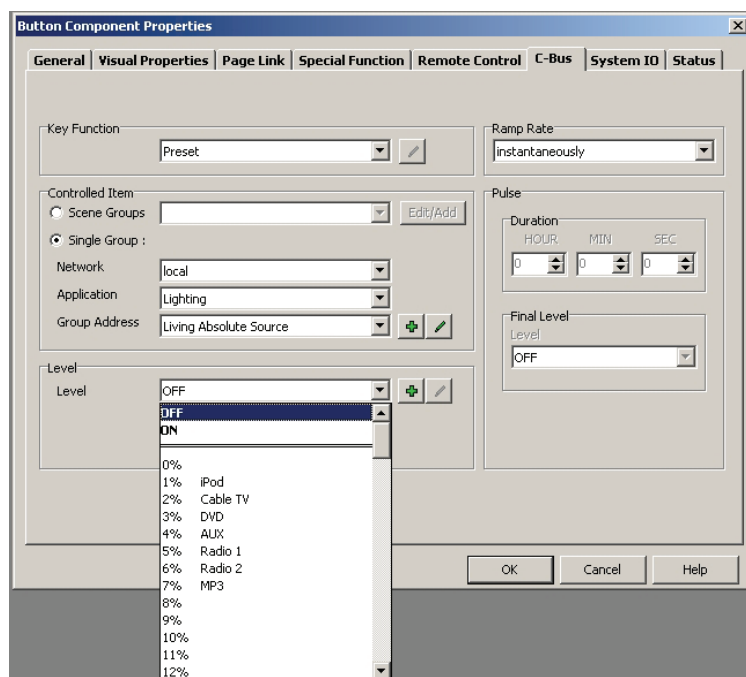 Button Component Properties
General Visual Properties Page Link Special Function Remote Control C-Bus System IO Status
Key Function
Preset
Ramp Rate
instantaneously
Controlled Item
Scene Groups Edit/Add
Single Group :
Network local
Application Lighting
Group Address Living Absolute Source
Pulse
Duration
HOUR MIN SEC
0 0 0
Final Level
Level
OFF
Level
Level OFF
OFF
ON
0%
1% iPod
2% Cable TV
3% DVD
4% AUX
5% Radio 1
6% Radio 2
7% MP3
8%
9%
10%
11%
12%
OK Cancel Help